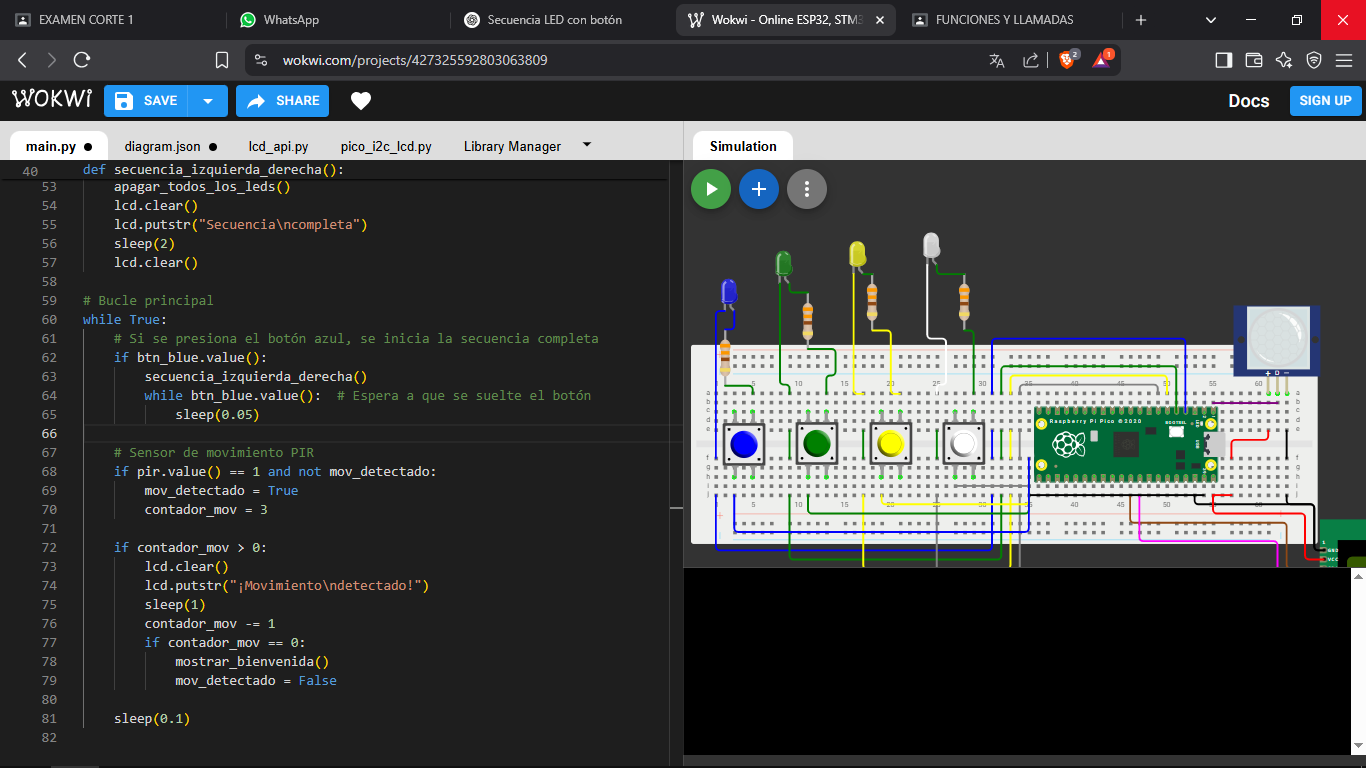 EXAMEN CORTE 1
WhatsApp
Secuencia LED con botón
Wokwi - Online ESP32, STM3
FUNCIONES Y LLAMADAS
wokwi.com/projects/427325592803063809
2
1
WOKWI
SAVE
SHARE
Docs
SIGN UP
main.py
diagram.json
lcd_api.py
pico_i2c_lcd.py
Library Manager
Simulation
40 def secuencia_izquierda_derecha():
53 apagar_todos_los_leds()
54 lcd.clear()
55 lcd.putstr("Secuencia\ncompleta")
56 sleep(2)
57 lcd.clear()
58
59 # Bucle principal
60 while True:
61 # Si se presiona el botón azul, se inicia la secuencia completa
62 if btn_blue.value():
63 secuencia_izquierda_derecha()
64 while btn_blue.value():  # Espera a que se suelte el botón
65 sleep(0.05)
66
67 # Sensor de movimiento PIR
68 if pir.value() == 1 and not mov_detectado:
69 mov_detectado = True
70 contador_mov = 3
71
72 if contador_mov > 0:
73 lcd.clear()
74 lcd.putstr("¡Movimiento\ndetectado!")
75 sleep(1)
76 contador_mov -= 1
77 if contador_mov == 0:
78 mostrar_bienvenida()
79 mov_detectado = False
80
81 sleep(0.1)
82
Raspberry Pi Pico ©2020
BOOTSEL
+ D -